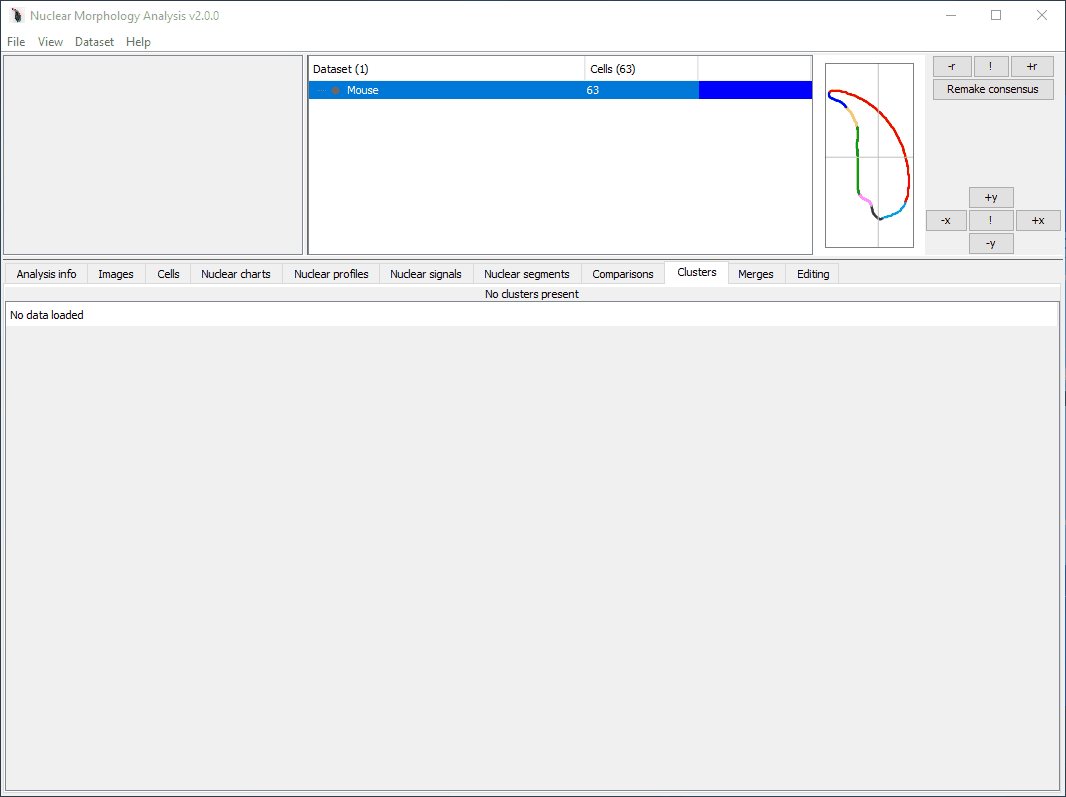 Nuclear Morphology Analysis v2.0.0
File View Dataset Help
Dataset (1) Cells (63)
Mouse 63
-r ! +r
Remake consensus
+y
-x ! +x
-y
Analysis info Images Cells Nuclear charts Nuclear profiles Nuclear signals Nuclear segments Comparisons Clusters Merges Editing
No clusters present
No data loaded